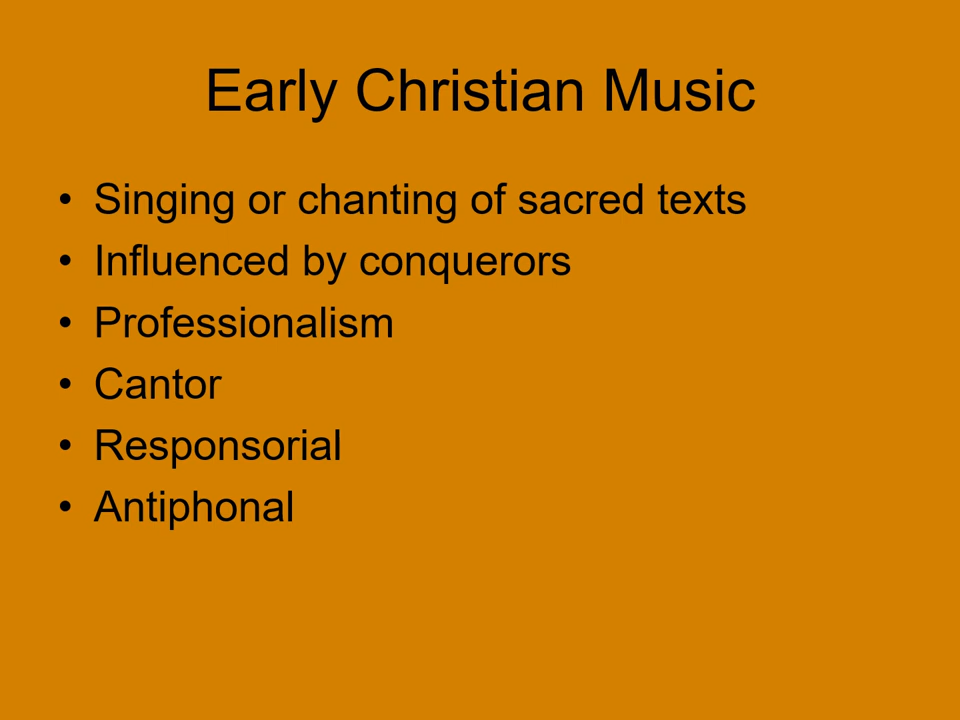 Early Christian Music
• Singing or chanting of sacred texts
• Influenced by conquerors
• Professionalism
• Cantor
• Responsorial
• Antiphonal